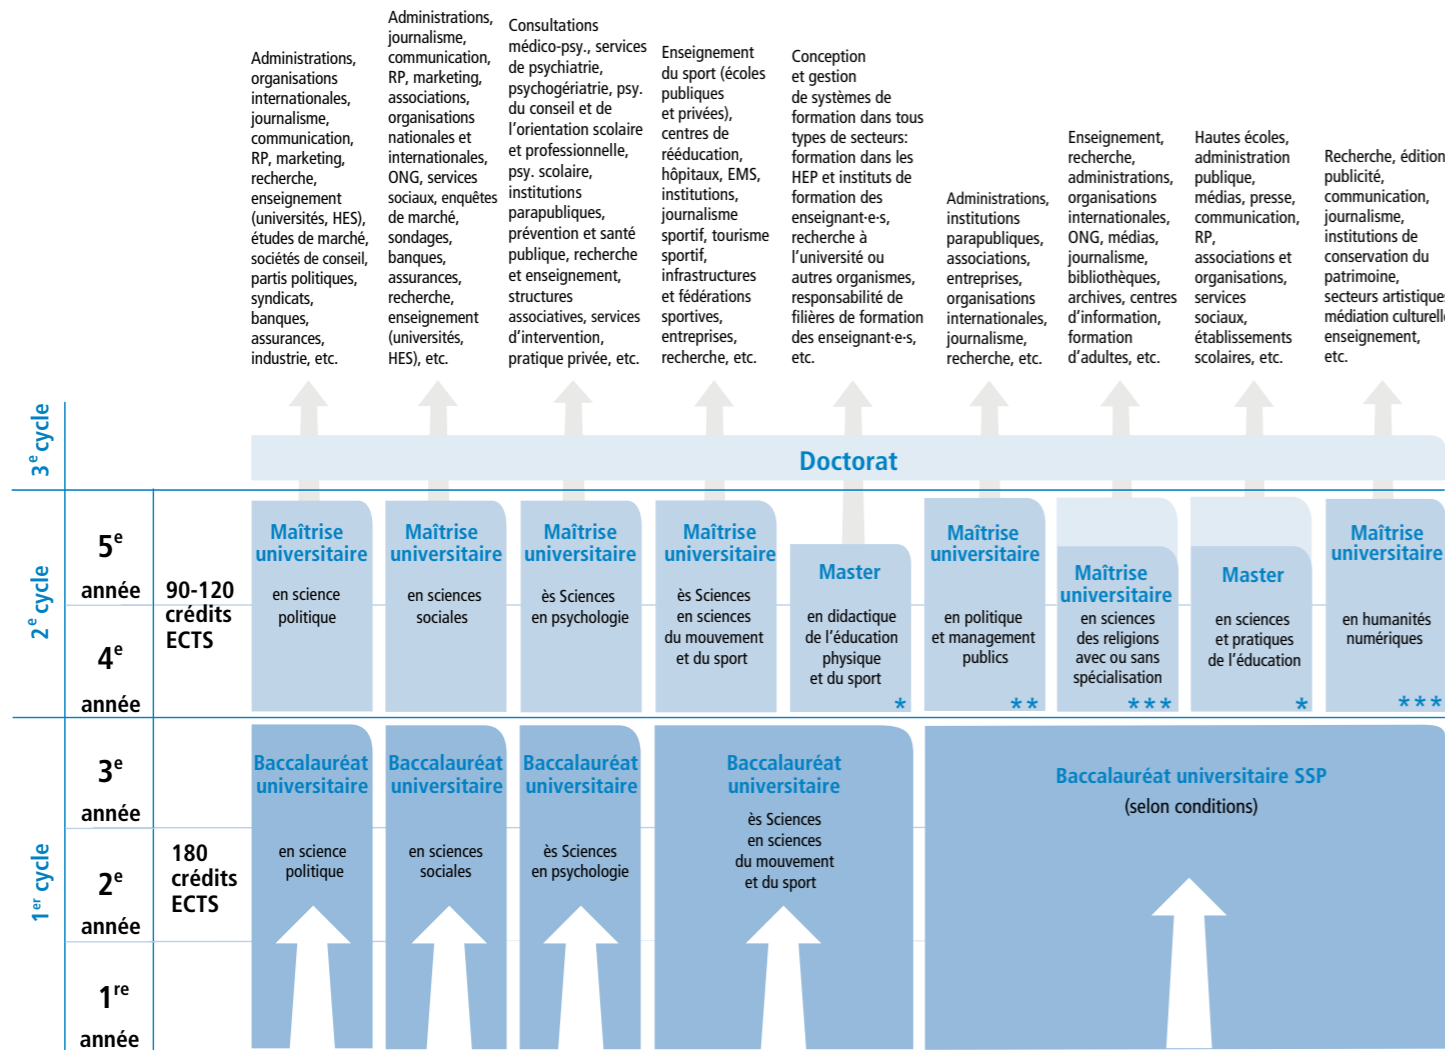 Administrations,
organisations
internationales,
journalisme,
communication,
RP, marketing,
recherche,
enseignement
(universités, HES),
études de marché,
sociétés de conseil,
partis politiques,
syndicats,
banques,
assurances,
industrie, etc.
Administrations,
journalisme,
communication,
RP, marketing,
associations,
organisations
nationales et
internationales,
ONG, services
sociaux, enquêtes
de marché,
sondages,
banques,
assurances,
recherche,
enseignement
(universités,
HES), etc.
Consultations
médico-psy., services
de psychiatrie,
psychogériatrie, psy.
du conseil et de
l'orientation scolaire
et professionnelle,
psy. scolaire,
institutions
parapubliques,
prévention et santé
publique, recherche
et enseignement,
structures
associatives, services
d'intervention,
pratique privée, etc.
Enseignement
du sport (écoles
publiques
et privées),
centres de
rééducation,
hôpitaux, EMS,
institutions,
journalisme
sportif, tourisme
sportif,
infrastructures
et fédérations
sportives,
entreprises,
recherche, etc.
Conception
et gestion
de systèmes de
formation dans tous
types de secteurs:
formation dans les
HEP et instituts de
formation des
enseignant·e·s,
recherche à
l'université ou
autres organismes,
responsabilité de
filières de formation
des enseignant·e·s,
etc.
Administrations,
institutions
parapubliques,
associations,
entreprises,
organisations
internationales,
journalisme,
recherche, etc.
Enseignement,
recherche,
administrations,
organisations
internationales,
ONG, médias,
journalisme,
bibliothèques,
archives, centres
d'information,
formation
d'adultes, etc.
Hautes écoles,
administration
publique,
médias, presse,
communication,
RP,
associations et
organisations,
services
sociaux,
établissements
scolaires, etc.
Recherche, édition
publicité,
communication,
journalisme,
institutions de
conservation du
patrimoine,
secteurs artistiques
médiation culturelle
enseignement,
etc.
3e cycle
Doctorat
2e cycle
5e
année
4e
année
90-120
crédits
ECTS
Maîtrise
universitaire
en science
politique
Maîtrise
universitaire
en sciences
sociales
Maîtrise
universitaire
ès Sciences
en psychologie
Maîtrise
universitaire
ès Sciences
en sciences
du mouvement
et du sport
Master
en didactique
de l'éducation
physique
et du sport
*
Maîtrise
universitaire
en politique
et management
publics
**
Maîtrise
universitaire
en sciences
des religions
avec ou sans
spécialisation
***
Master
en sciences
et pratiques
de l'éducation
*
Maîtrise
universitaire
en humanités
numériques
***
1er cycle
3e
année
2e
année
1re
année
180
crédits
ECTS
Baccalauréat
universitaire
en science
politique
Baccalauréat
universitaire
en sciences
sociales
Baccalauréat
universitaire
ès Sciences
en psychologie
Baccalauréat
universitaire
ès Sciences
en sciences
du mouvement
et du sport
Baccalauréat universitaire SSP
(selon conditions)